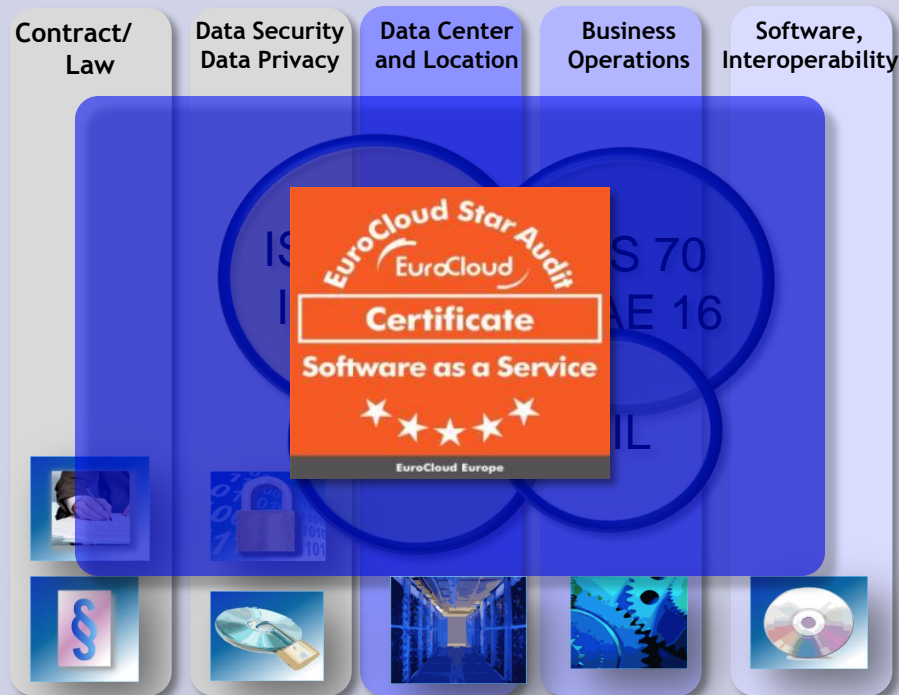 Contract/
Law
Data Security
Data Privacy
Data Center
and Location
Business
Operations
Software,
Interoperability
EuroCloud Star Audit
EuroCloud
Certificate
Software as a Service
EuroCloud Europe
S 70
AE 16
IL
§